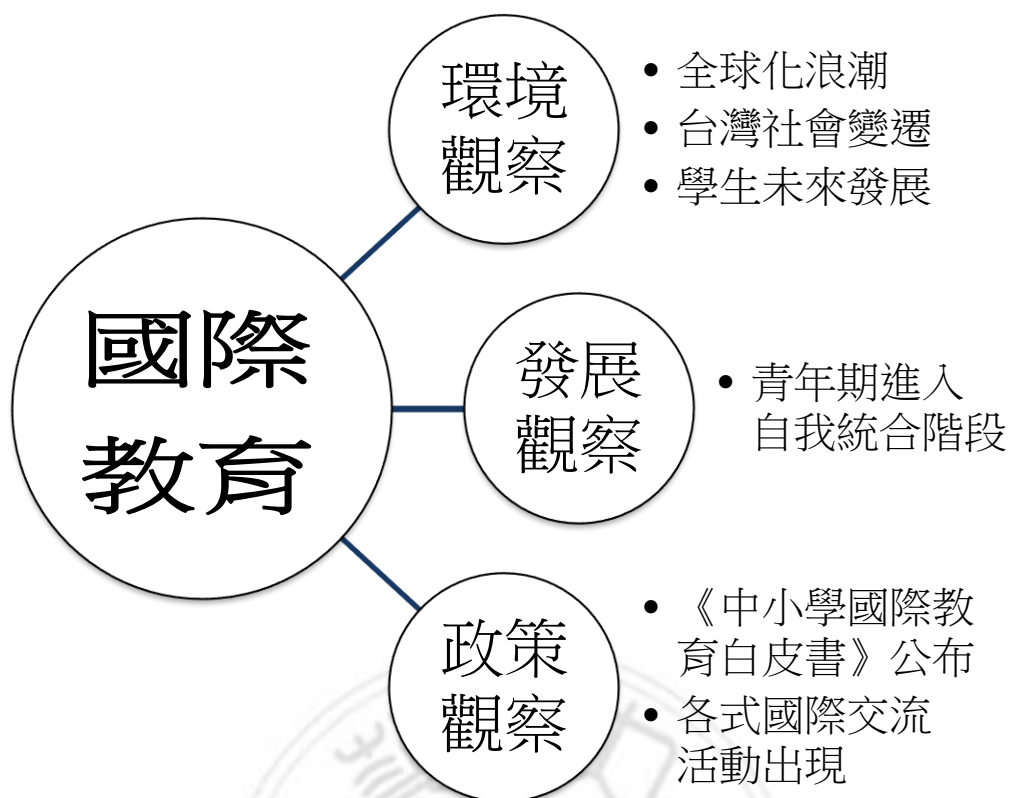 國際
教育
環境
觀察
• 全球化浪潮
• 台灣社會變遷
• 學生未來發展
發展
觀察
• 青年期進入
自我統合階段
政策
觀察
• 《中小學國際教
育白皮書》公布
• 各式國際交流
活動出現